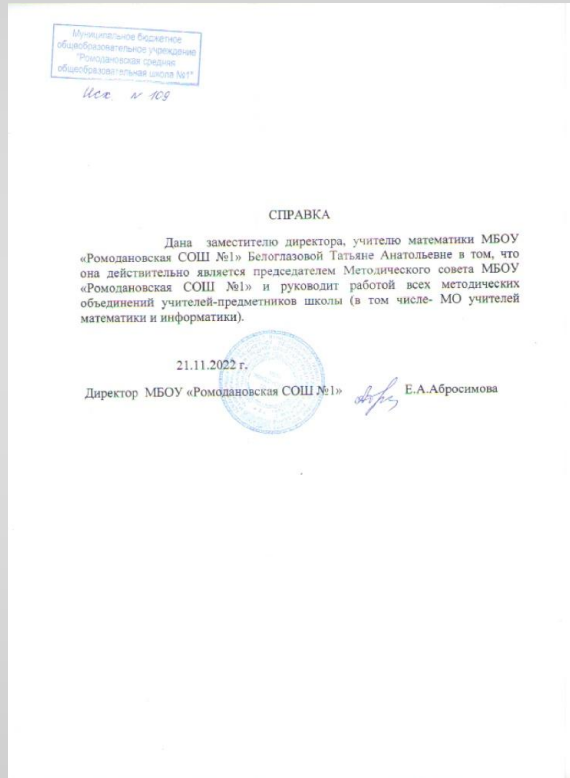 Муниципальное бюджетное
общеобразовательное учреждение
"Ромодановская средняя
общеобразовательная школа №1"
Исх. № 109
СПРАВКА
Дана заместителю директора, учителю математики МБОУ
«Ромодановская СОШ №1» Белоглазовой Татьяне Анатольевне в том, что
она действительно является председателем Методического совета МБОУ
«Ромодановская СОШ №1» и руководит работой всех методических
объединений учителей-предметников школы (в том числе- МО учителей
математики и информатики).
21.11.2022 г.
Директор МБОУ «Ромодановская СОШ №1» Е.А.Абросимова